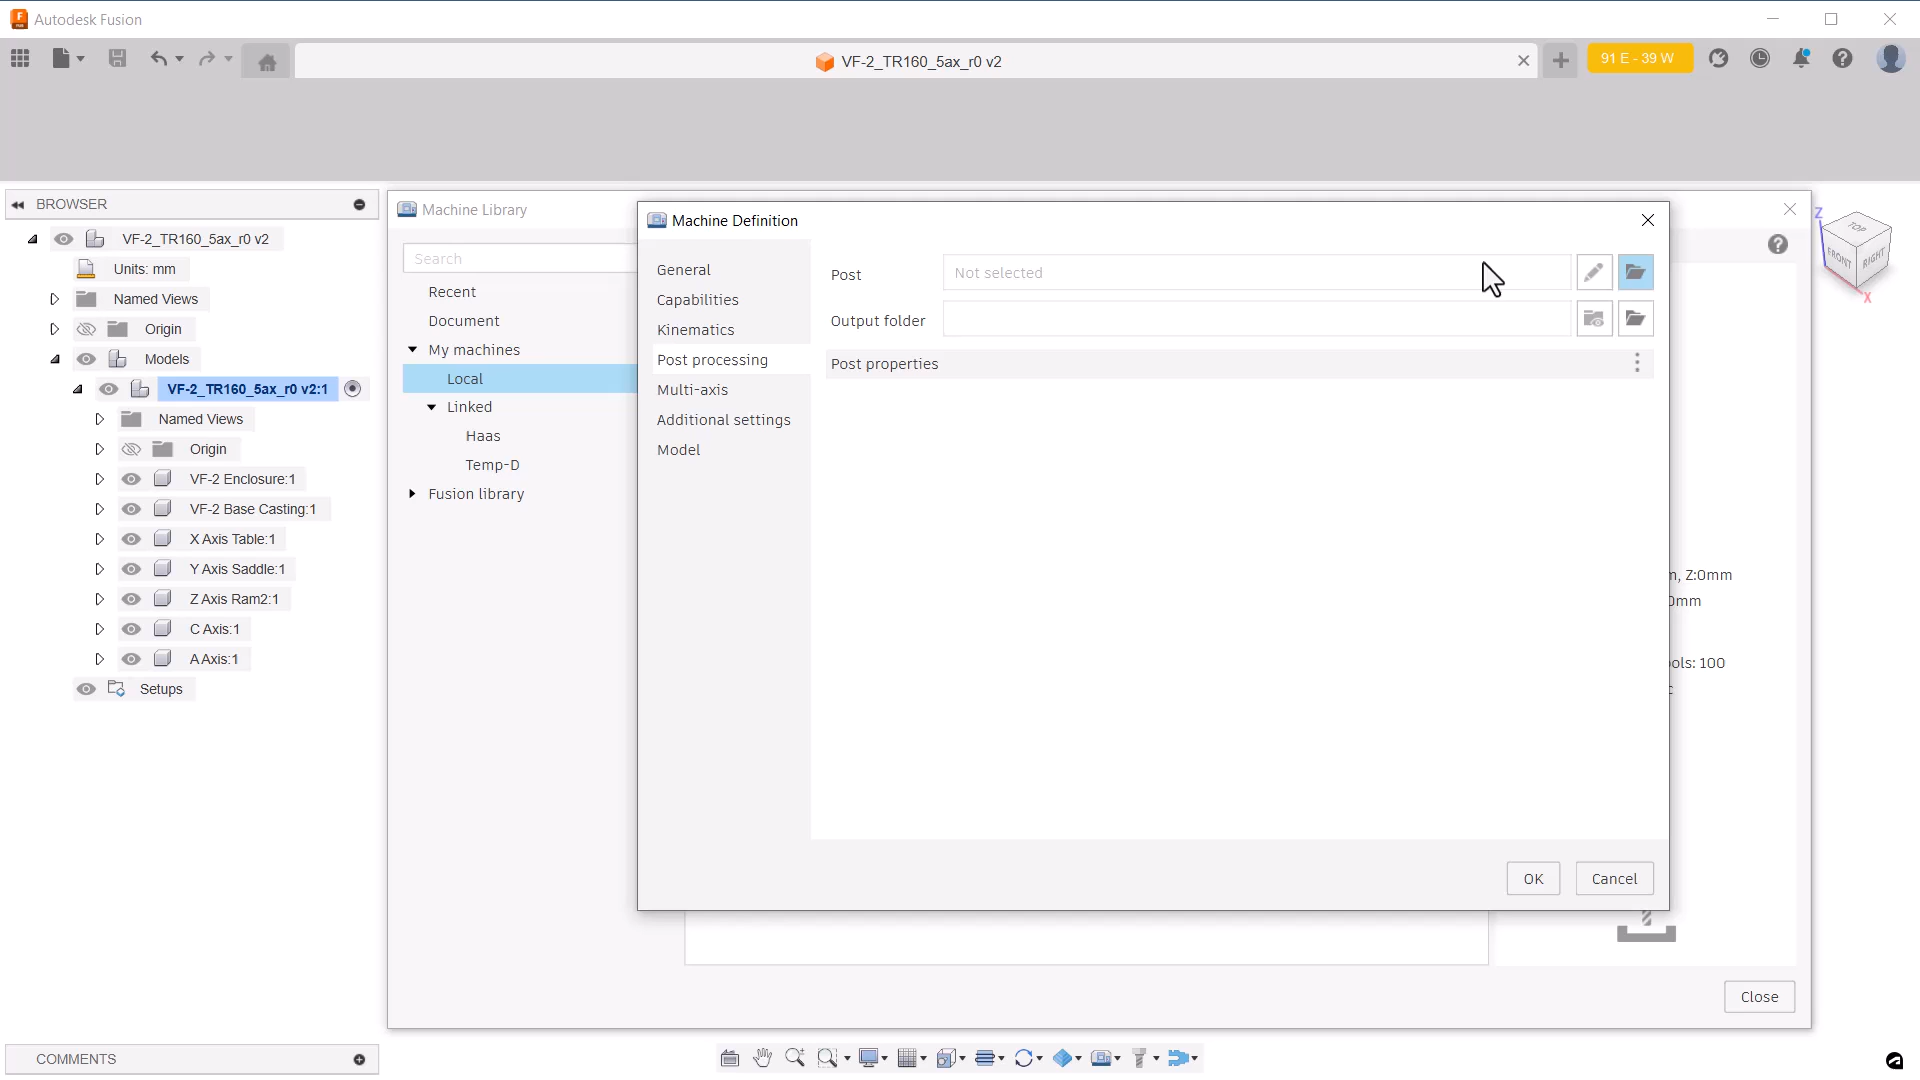 Autodesk Fusion
VF-2_TR160_5ax_r0 v2
91 E - 39 W
BROWSER
VF-2_TR160_5ax_r0 v2
Units: mm
Named Views
Origin
Models
VF-2_TR160_5ax_r0 v2:1
Named Views
Origin
VF-2 Enclosure:1
VF-2 Base Casting:1
X Axis Table:1
Y Axis Saddle:1
Z Axis Ram2:1
C Axis:1
A Axis:1
Setups
Machine Library
Search
Recent
Document
My machines
Local
Linked
Haas
Temp-D
Fusion library
Machine Definition
General
Capabilities
Kinematics
Post processing
Multi-axis
Additional settings
Model
Post
Not selected
Output folder
Post properties
OK
Cancel
Z:0mm
0mm
ols: 100
Close
Z
TOP
FRONT
RIGHT
X
COMMENTS